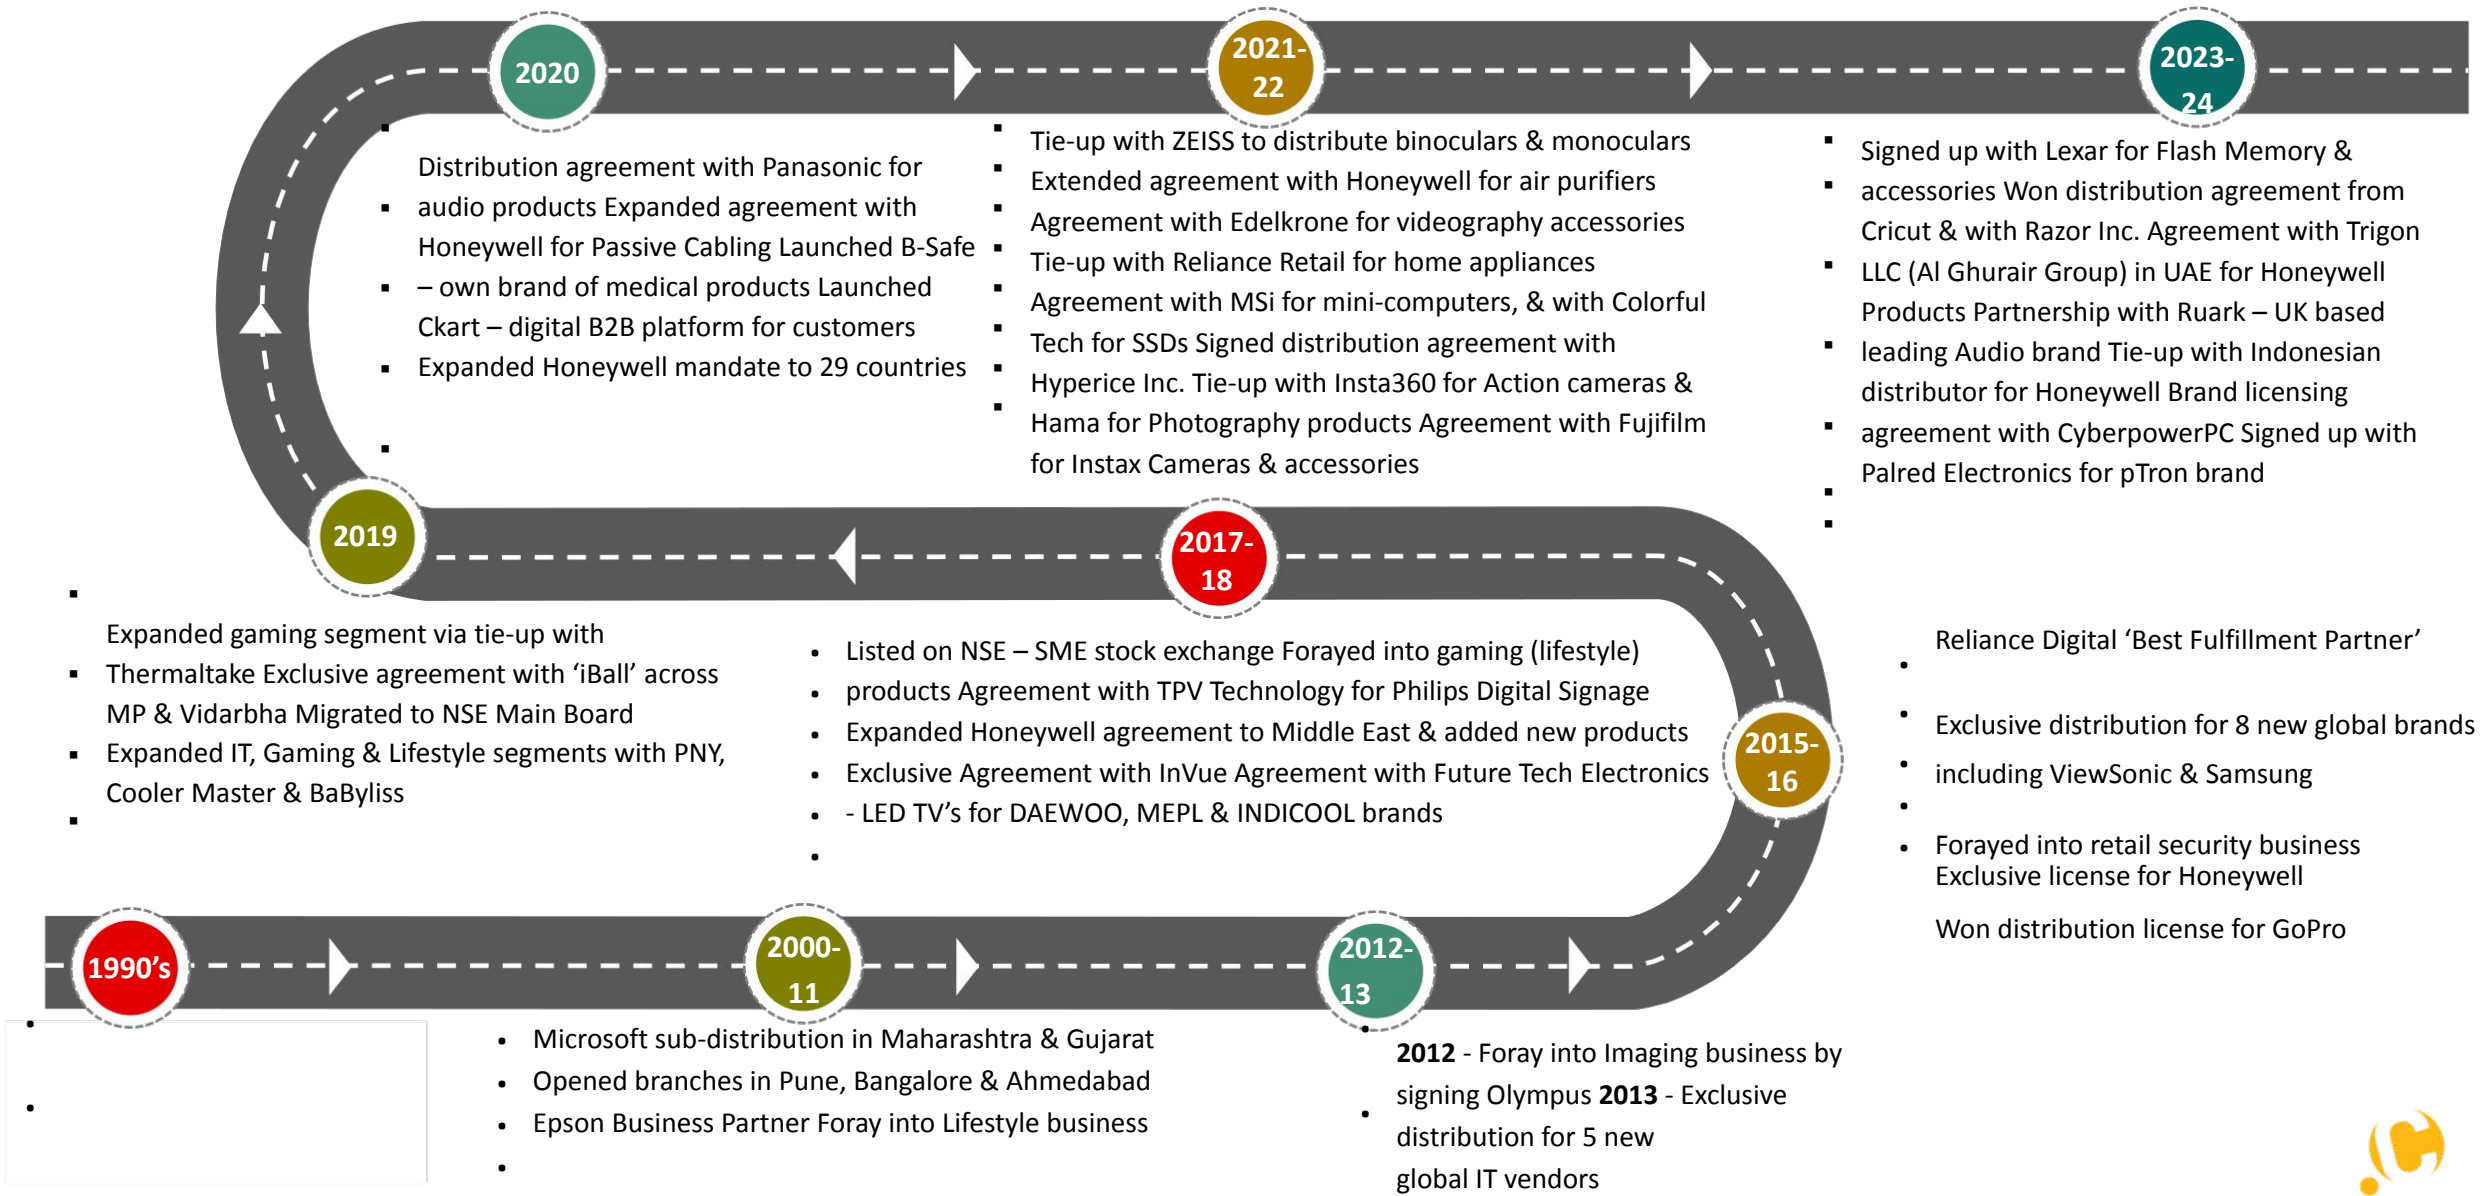 2020
2021-
22
2023-
24
Distribution agreement with Panasonic for
audio products Expanded agreement with
Honeywell for Passive Cabling Launched B-Safe
– own brand of medical products Launched
Ckart – digital B2B platform for customers
Expanded Honeywell mandate to 29 countries
Tie-up with ZEISS to distribute binoculars & monoculars
Extended agreement with Honeywell for air purifiers
Agreement with Edelkrone for videography accessories
Tie-up with Reliance Retail for home appliances
Agreement with MSi for mini-computers, & with Colorful
Tech for SSDs Signed distribution agreement with
Hyperice Inc. Tie-up with Insta360 for Action cameras &
Hama for Photography products Agreement with Fujifilm
for Instax Cameras & accessories
Signed up with Lexar for Flash Memory &
accessories Won distribution agreement from
Cricut & with Razor Inc. Agreement with Trigon
LLC (Al Ghurair Group) in UAE for Honeywell
Products Partnership with Ruark – UK based
leading Audio brand Tie-up with Indonesian
distributor for Honeywell Brand licensing
agreement with CyberpowerPC Signed up with
Palred Electronics for pTron brand
2019
2017-
18
2015-
16
Expanded gaming segment via tie-up with
Thermaltake Exclusive agreement with ‘iBall’ across
MP & Vidarbha Migrated to NSE Main Board
Expanded IT, Gaming & Lifestyle segments with PNY,
Cooler Master & BaByliss
Listed on NSE – SME stock exchange Forayed into gaming (lifestyle)
products Agreement with TPV Technology for Philips Digital Signage
Expanded Honeywell agreement to Middle East & added new products
Exclusive Agreement with InVue Agreement with Future Tech Electronics
- LED TV’s for DAEWOO, MEPL & INDICOOL brands
Reliance Digital ‘Best Fulfillment Partner’
Exclusive distribution for 8 new global brands
including ViewSonic & Samsung
Forayed into retail security business
Exclusive license for Honeywell
Won distribution license for GoPro
1990’s
2000-
11
2012-
13
Microsoft sub-distribution in Maharashtra & Gujarat
Opened branches in Pune, Bangalore & Ahmedabad
Epson Business Partner Foray into Lifestyle business
2012 - Foray into Imaging business by
signing Olympus 2013 - Exclusive
distribution for 5 new
global IT vendors